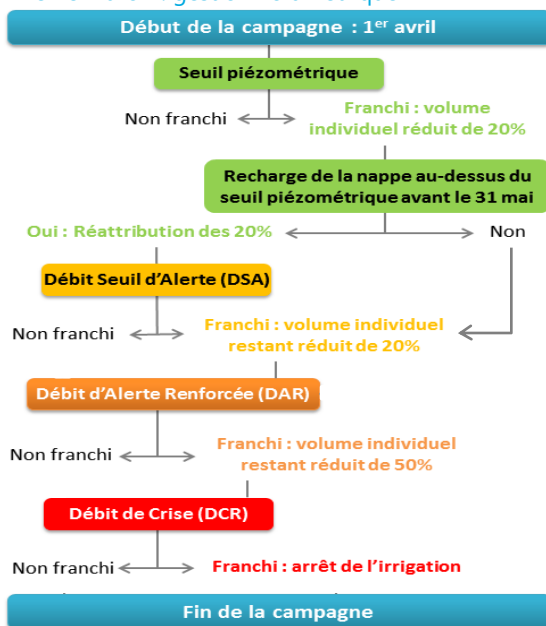 Début de la campagne : 1er avril
Seuil piézométrique
Non franchi
Franchi : volume
individuel réduit de 20%
Recharge de la nappe au-dessus du
seuil piézométrique avant le 31 mai
Oui : Réattribution des 20%
Non
Débit Seuil d'Alerte (DSA)
Non franchi
Franchi : volume individuel
restant réduit de 20%
Débit d'Alerte Renforcée (DAR)
Non franchi
Franchi : volume individuel
restant réduit de 50%
Débit de Crise (DCR)
Non franchi
Franchi : arrêt de l'irrigation
Fin de la campagne